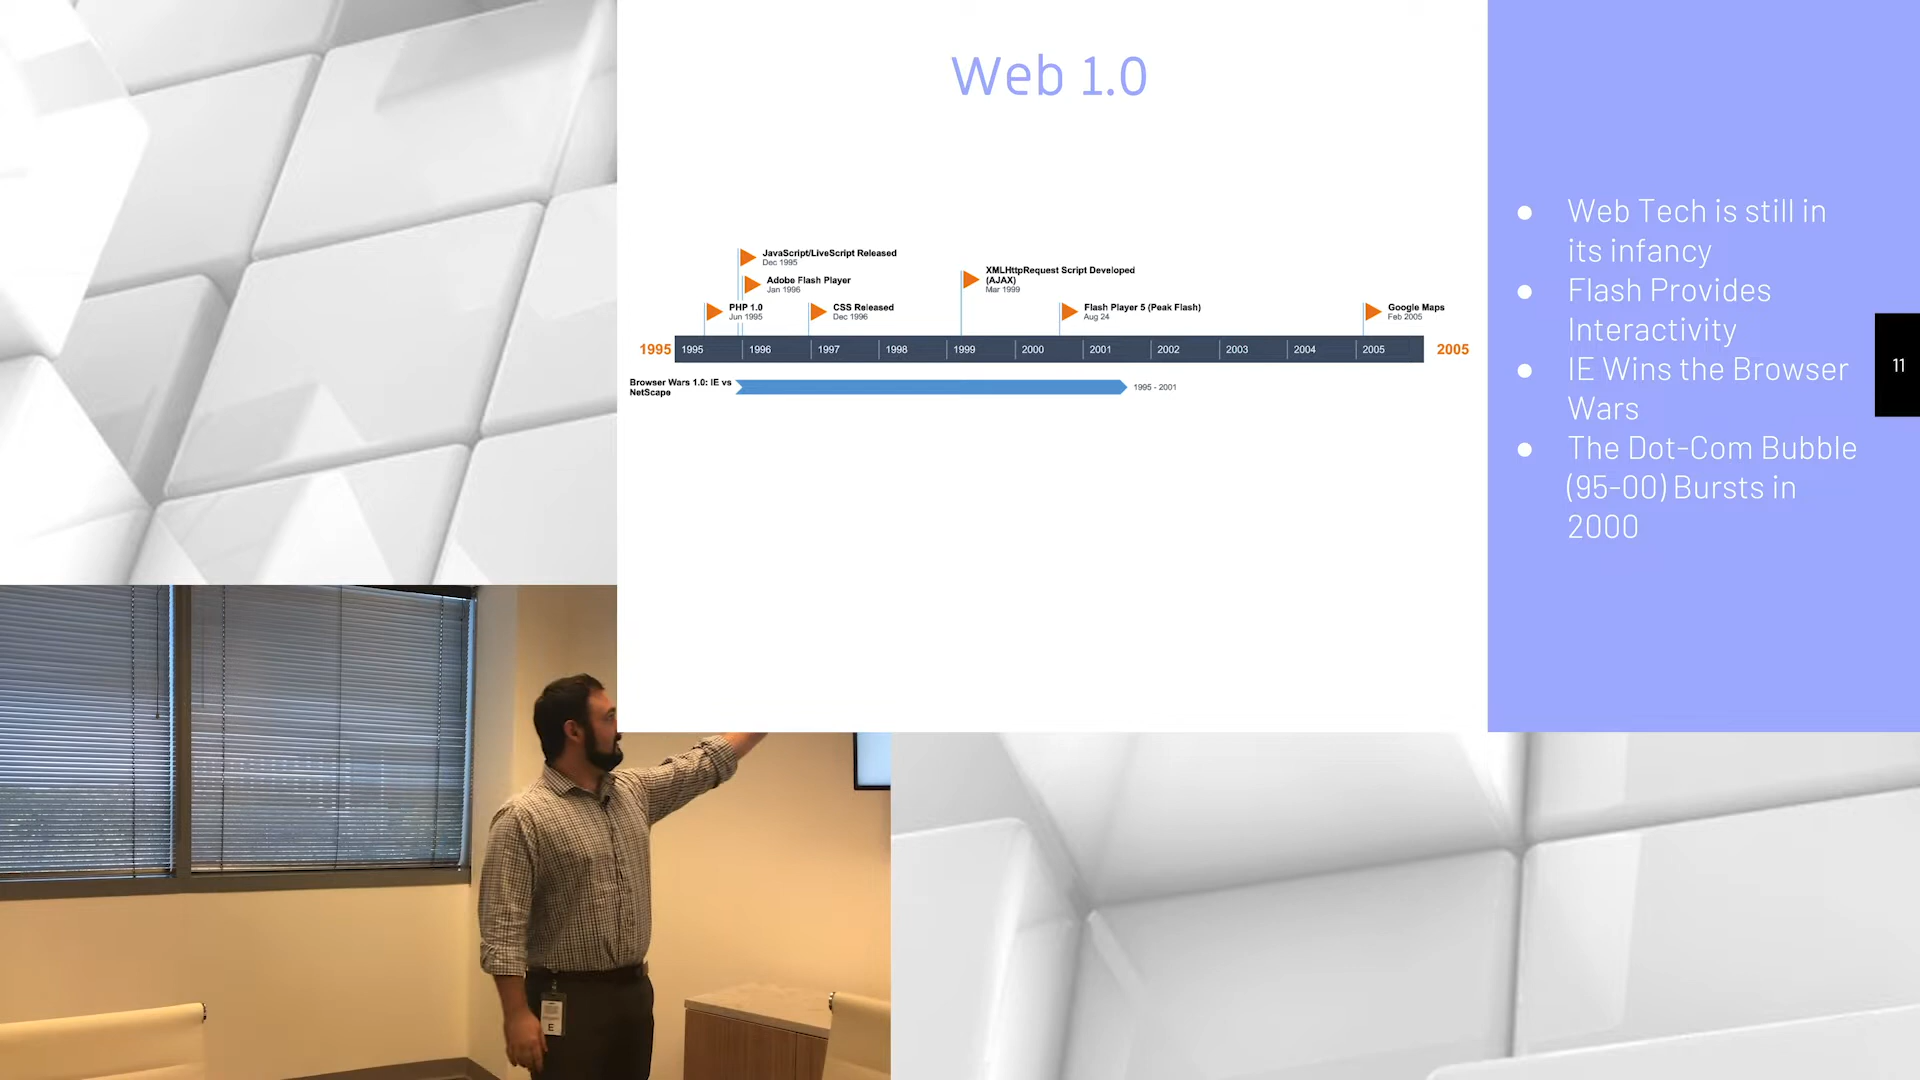 Web 1.0
JavaScript/LiveScript Released
Dec 1995
Adobe Flash Player
Jan 1996
PHP 1.0
Jun 1995
CSS Released
Dec 1996
XMLHttpRequest Script Developed
(AJAX)
Mar 1999
Flash Player 5 (Peak Flash)
Aug 24
Google Maps
Feb 2005
1995 1995 1996 1997 1998 1999 2000 2001 2002 2003 2004 2005 2005
Browser Wars 1.0: IE vs
NetScape
1995 - 2001
● Web Tech is still in
its infancy
● Flash Provides
Interactivity
● IE Wins the Browser
Wars
● The Dot-Com Bubble
(95-00) Bursts in
2000
11
E